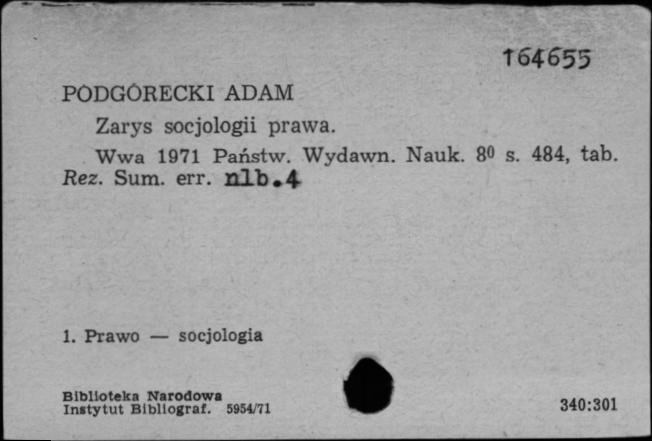 164655
PODGÓRECKI ADAM
Zarys socjologii prawa.
Wwa 1971 Państw. Wydawn. Nauk. 8⁰ s. 484, tab.
Rez. Sum. err. nlb.4
1. Prawo — socjologia
Biblioteka Narodowa
Instytut Bibliograf. 5954/71
340:301